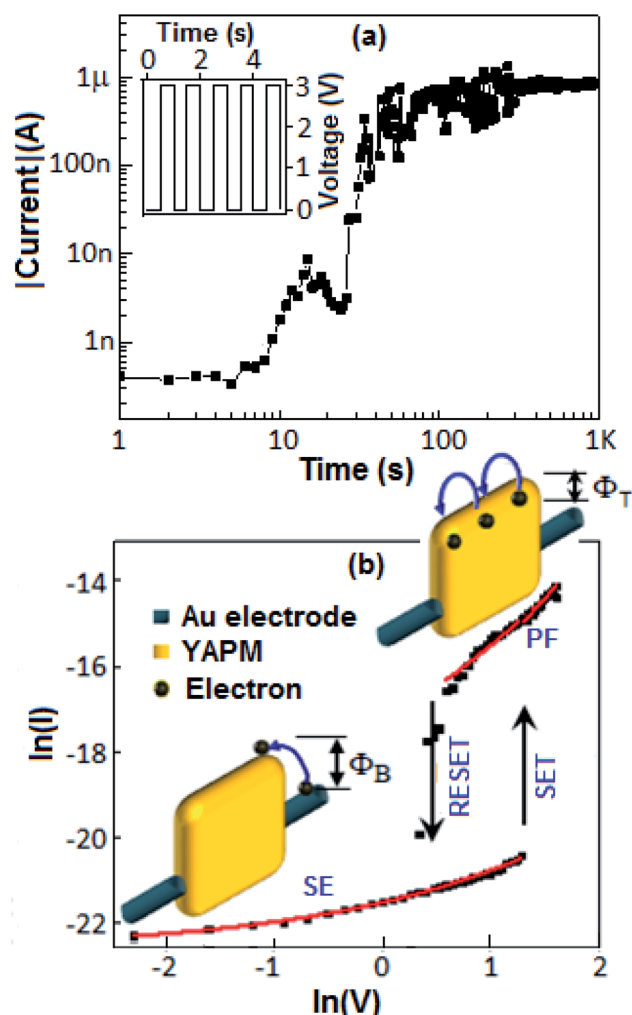 Time (s)
(a)
0 2 4
1μ
3
2
1
0
Voltage (V)
100n
10n
1n
|Current|(A)
1 10 100 1K
Time (s)
Φ_T
(b)
-14
Au electrode
YAPM
Electron
PF
-16
ln(I)
-18
Φ_B
RESET
SET
-20
SE
-22
-2 -1 0 1 2
ln(V)